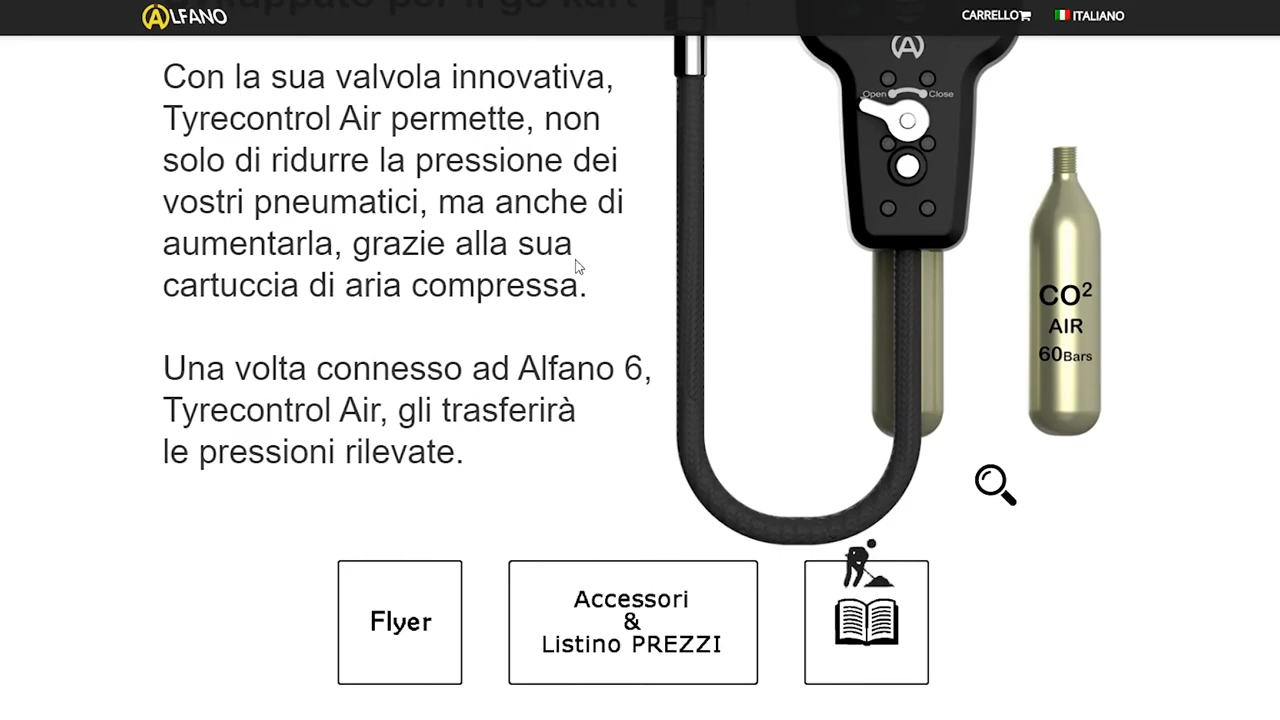 ALFANO
CARRELLO
ITALIANO
Con la sua valvola innovativa,
Tyrecontrol Air permette, non
solo di ridurre la pressione dei
vostri pneumatici, ma anche di
aumentarla, grazie alla sua
cartuccia di aria compressa.
Una volta connesso ad Alfano 6,
Tyrecontrol Air, gli trasferirà
le pressioni rilevate.
A
Open
Close
CO²
AIR
60Bars
Flyer
Accessori
&
Listino PREZZI